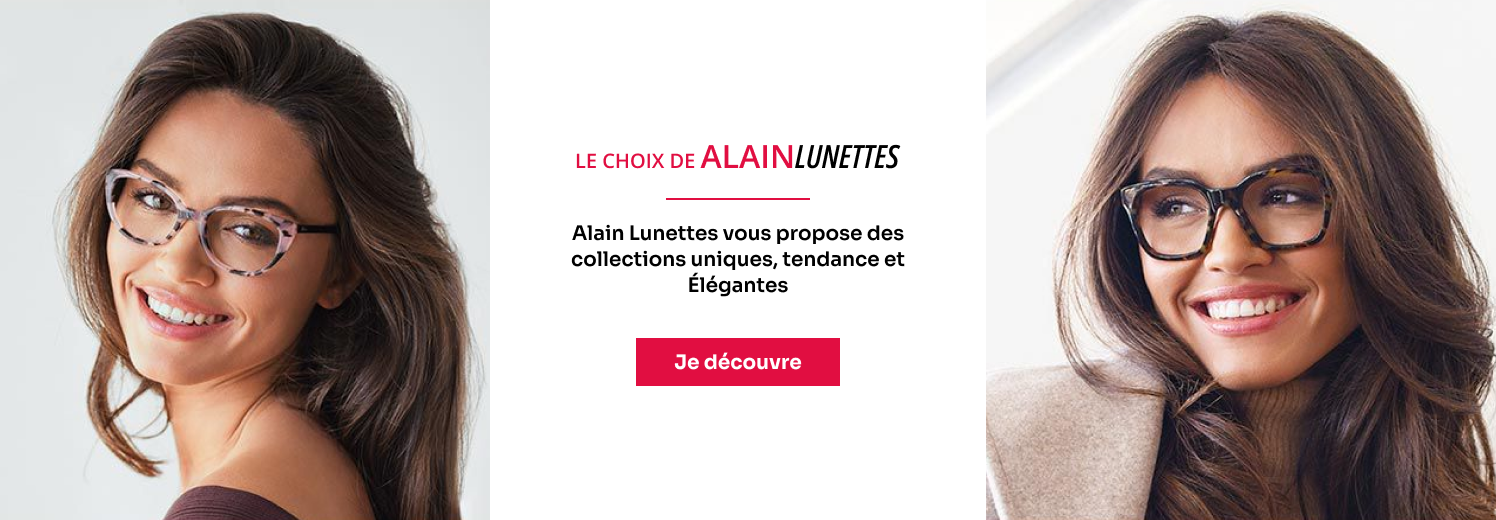 LE CHOIX DE ALAINLUNETTES
Alain Lunettes vous propose des
collections uniques, tendance et
Élégantes
Je découvre